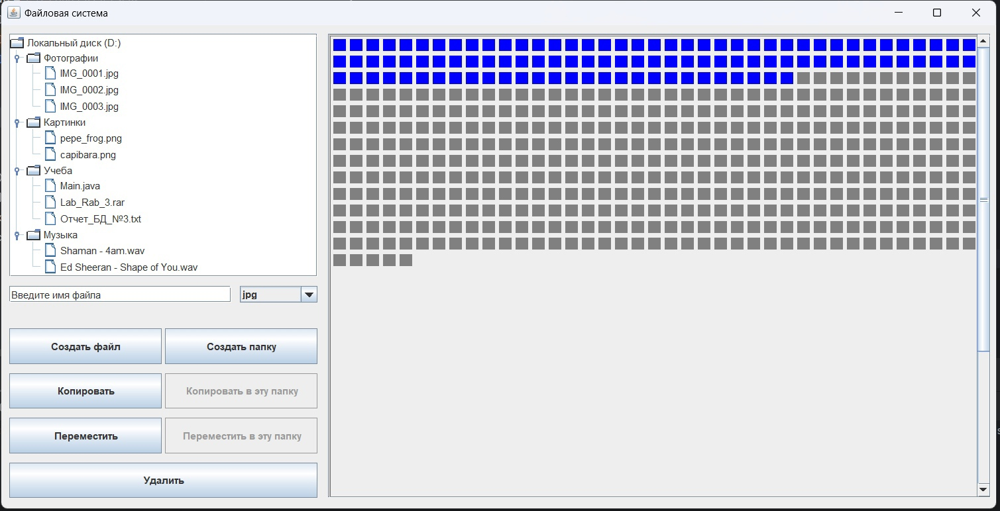 Файловая система
Локальный диск (D:)
Фотографии
IMG_0001.jpg
IMG_0002.jpg
IMG_0003.jpg
Картинки
pepe_frog.png
capibara.png
Учеба
Main.java
Lab_Rab_3.rar
Отчет_БД_№3.txt
Музыка
Shaman - 4am.wav
Ed Sheeran - Shape of You.wav
Введите имя файла
jpg
Создать файл
Создать папку
Копировать
Копировать в эту папку
Переместить
Переместить в эту папку
Удалить